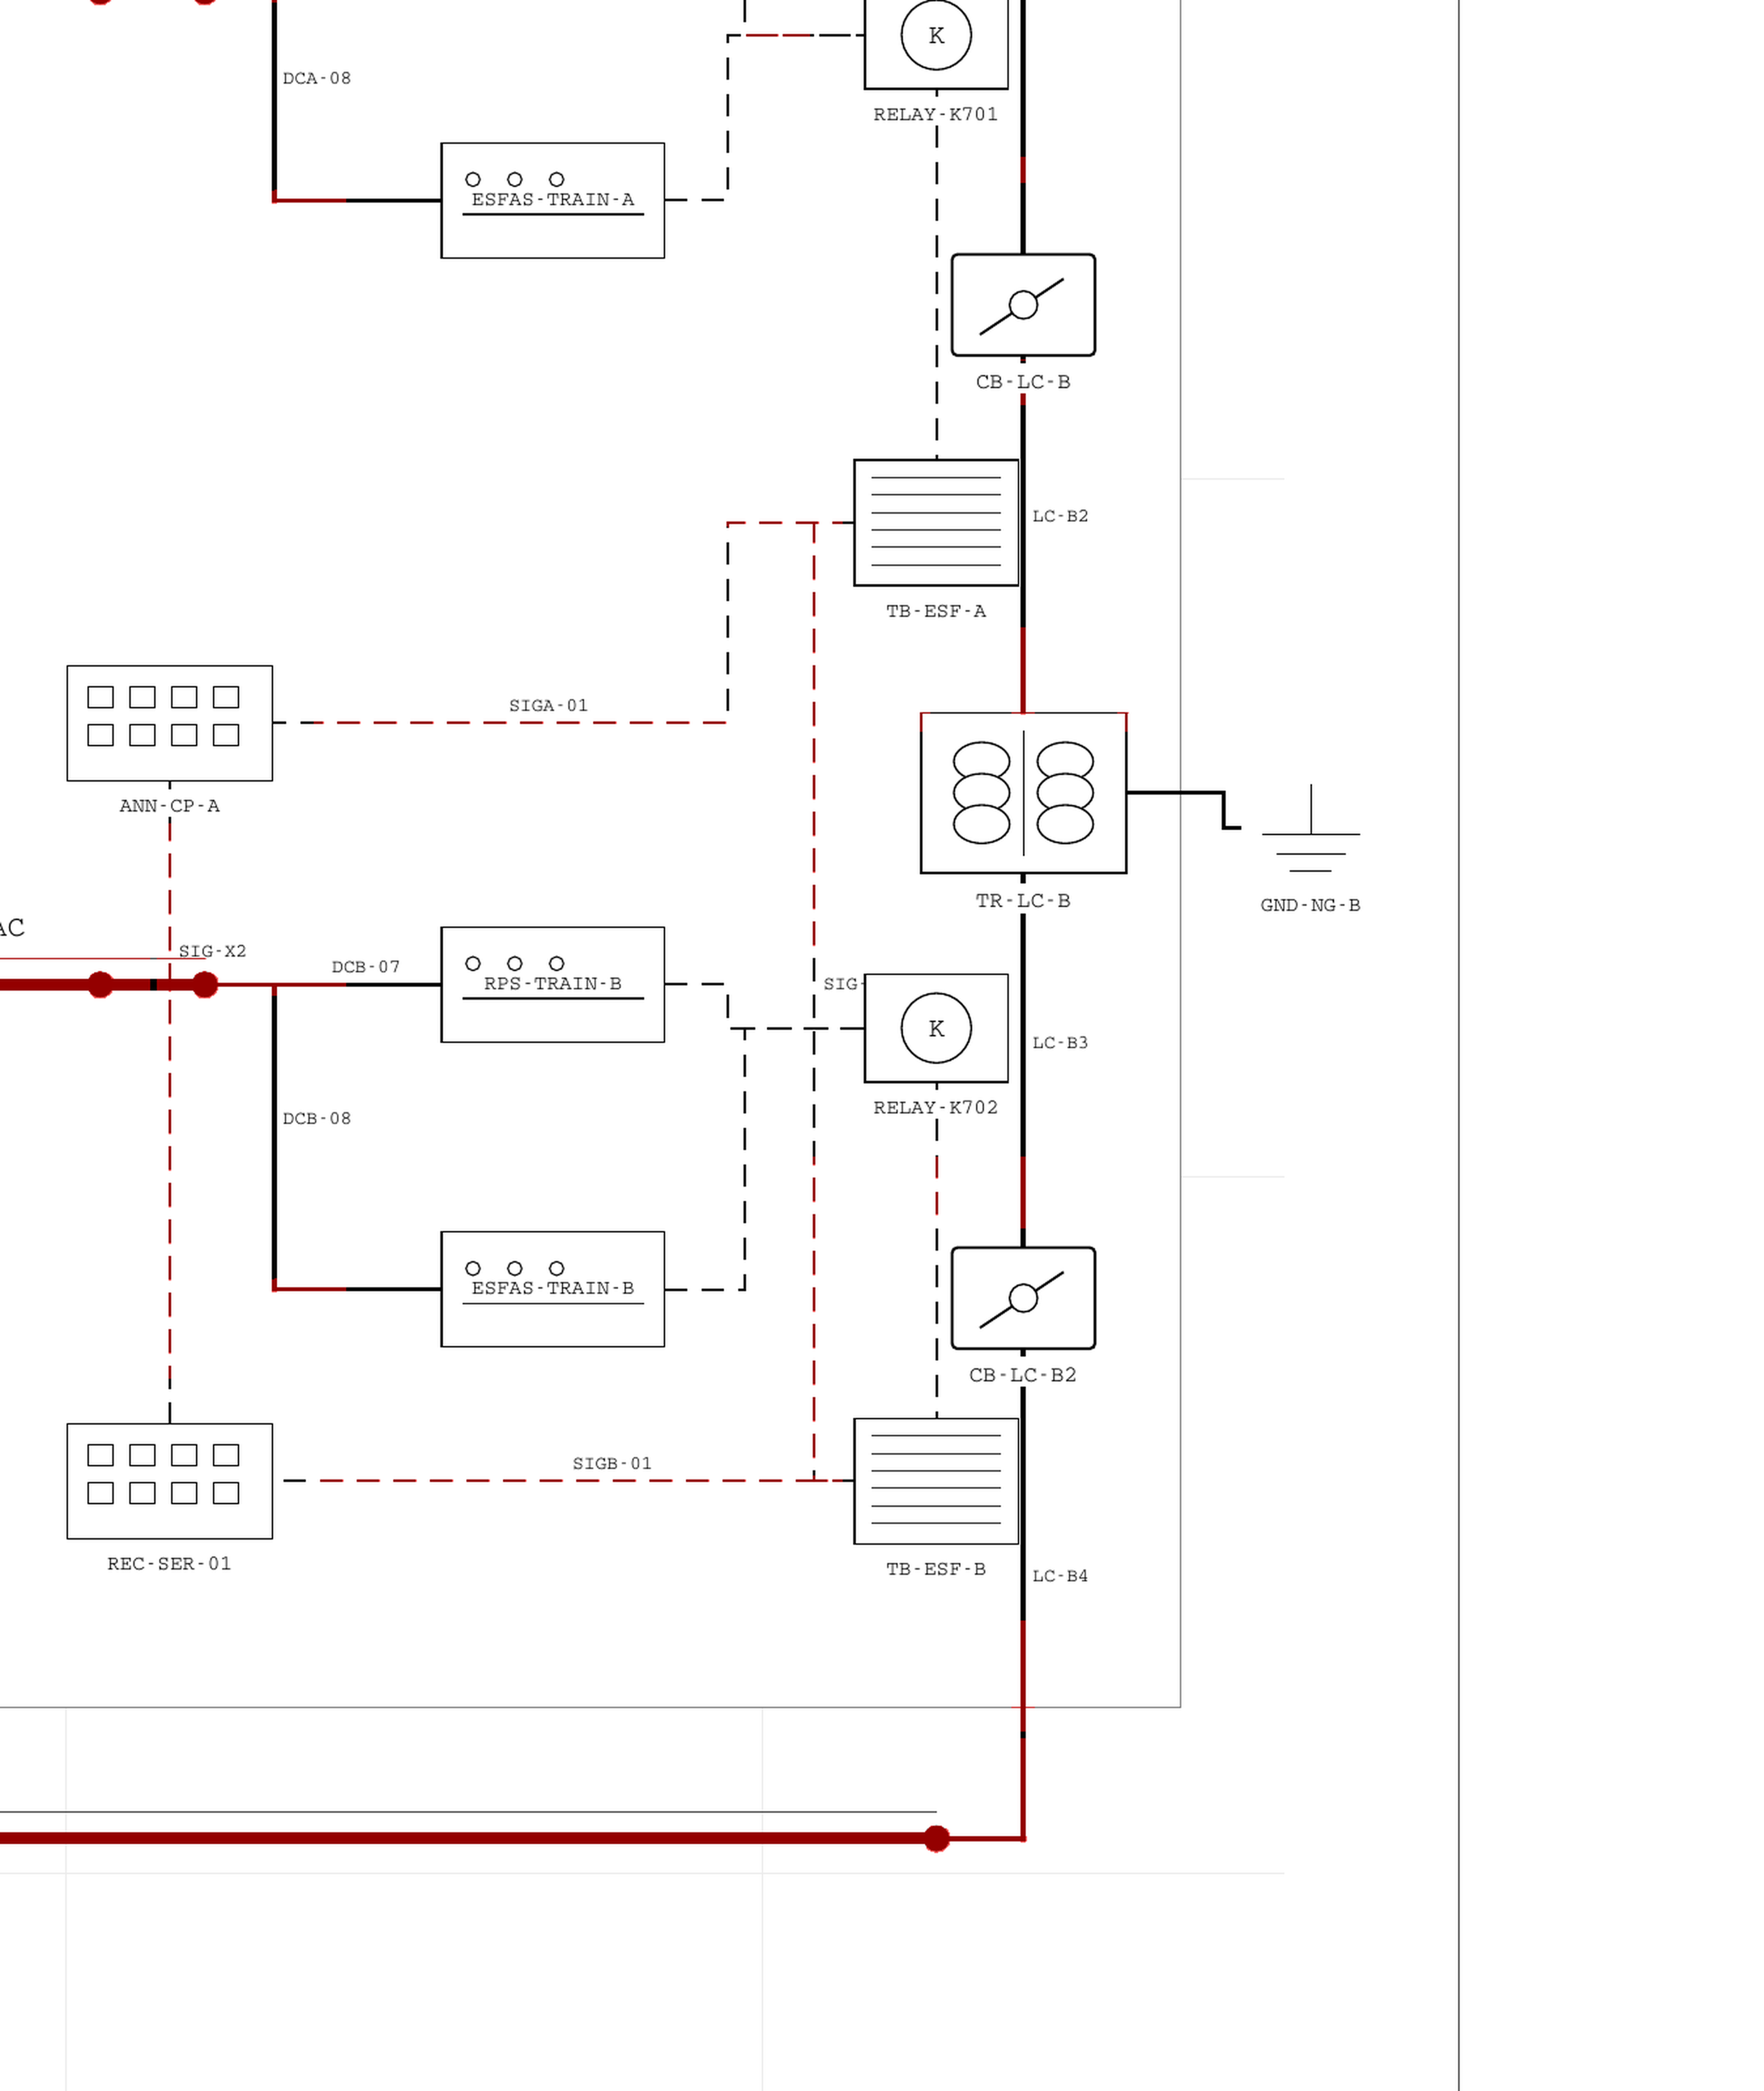 K
DCA-08
RELAY-K701
ESFAS-TRAIN-A
CB-LC-B
LC-B2
TB-ESF-A
SIGA-01
ANN-CP-A
TR-LC-B
GND-NG-B
AC
SIG-X2
DCB-07
RPS-TRAIN-B
SIG-
K
LC-B3
RELAY-K702
DCB-08
ESFAS-TRAIN-B
CB-LC-B2
SIGB-01
REC-SER-01
TB-ESF-B
LC-B4